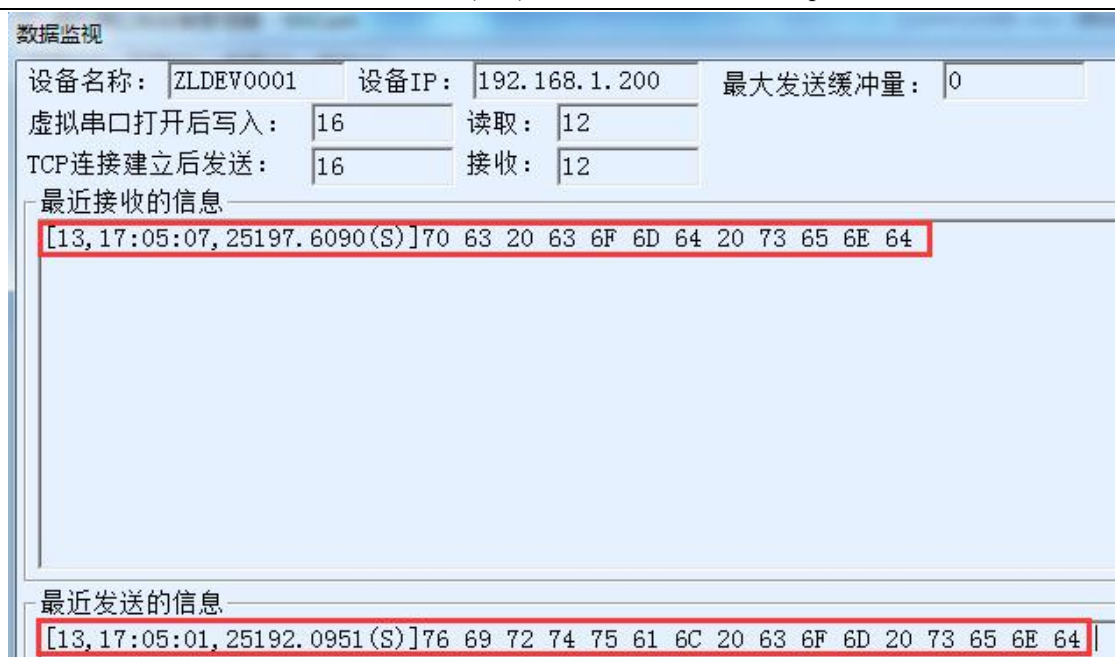 数据监视
设备名称： ZLDEV0001 设备IP： 192.168.1.200 最大发送缓冲量： 0
虚拟串口打开后写入： 16 读取： 12
TCP连接建立后发送： 16 接收： 12
最近接收的信息
[13,17:05:07,25197.6090(S)]70 63 20 63 6F 6D 64 20 73 65 6E 64
最近发送的信息
[13,17:05:01,25192.0951(S)]76 69 72 74 75 61 6C 20 63 6F 6D 20 73 65 6E 64